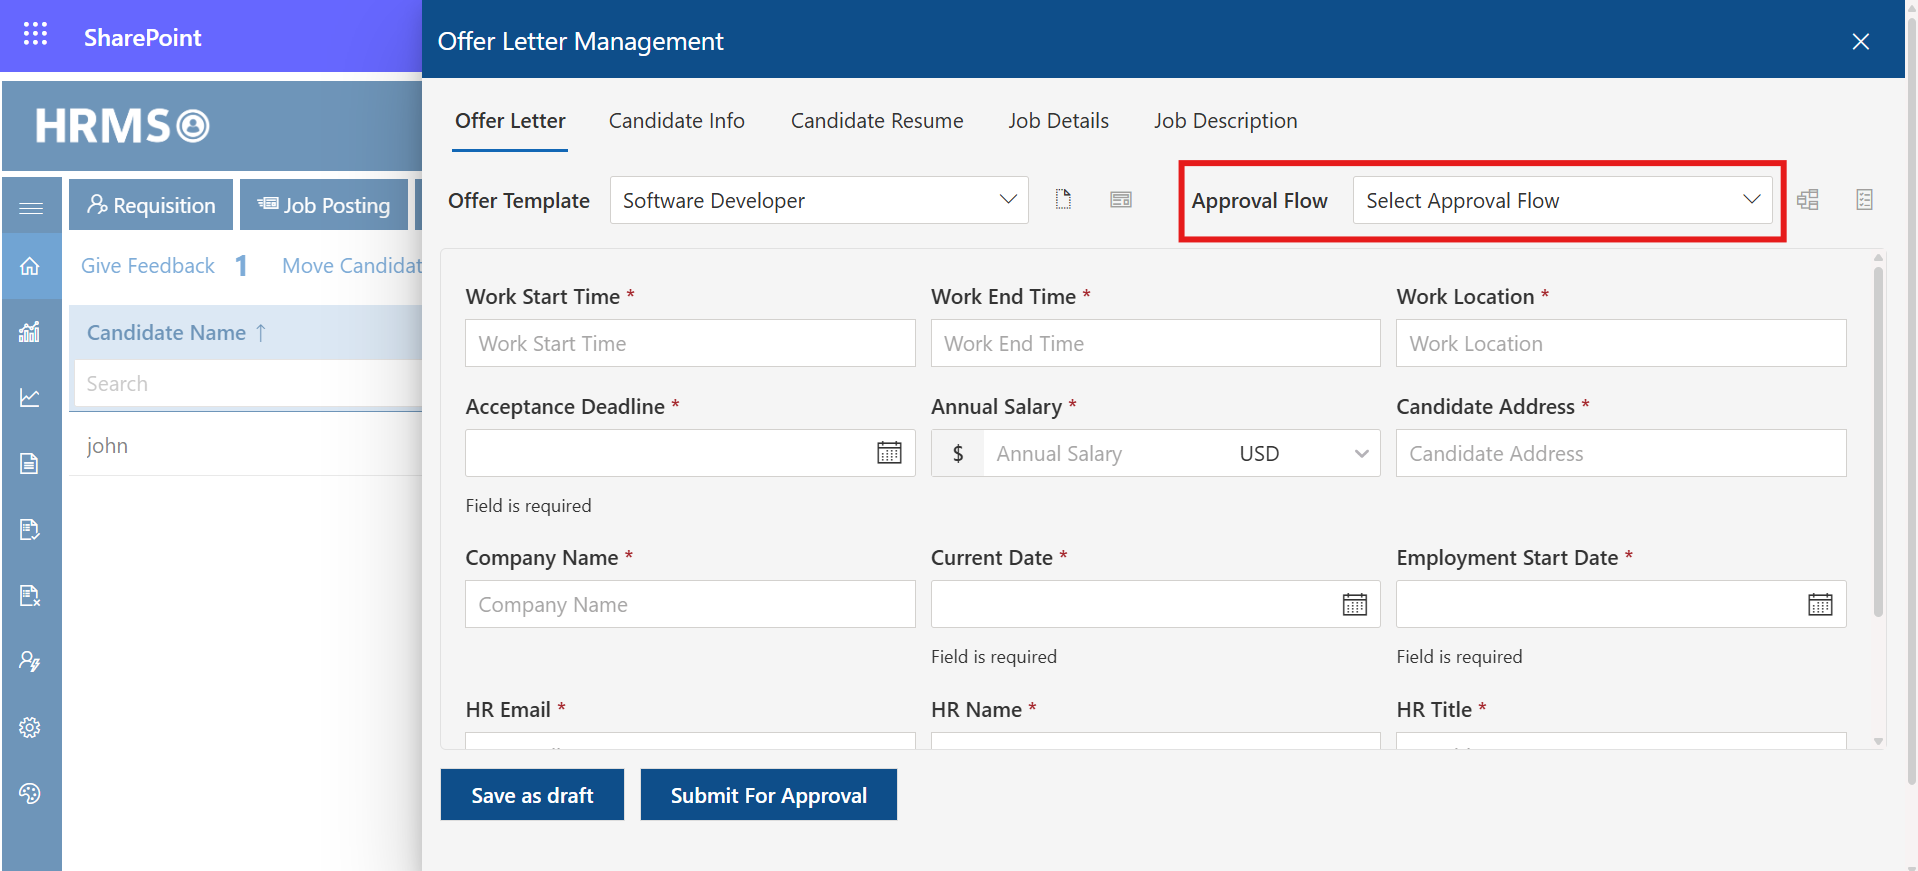 SharePoint
Offer Letter Management
HRMS
Offer Letter Candidate Info Candidate Resume Job Details Job Description
Requisition Job Posting
Offer Template Software Developer Approval Flow Select Approval Flow
Give Feedback 1 Move Candidat
Work Start Time * Work End Time * Work Location *
Work Start Time Work End Time Work Location
Candidate Name ↑
Search
Acceptance Deadline * Annual Salary * Candidate Address *
$ Annual Salary USD Candidate Address
john
Field is required
Company Name * Current Date * Employment Start Date *
Company Name
Field is required Field is required
HR Email * HR Name * HR Title *
Save as draft Submit For Approval